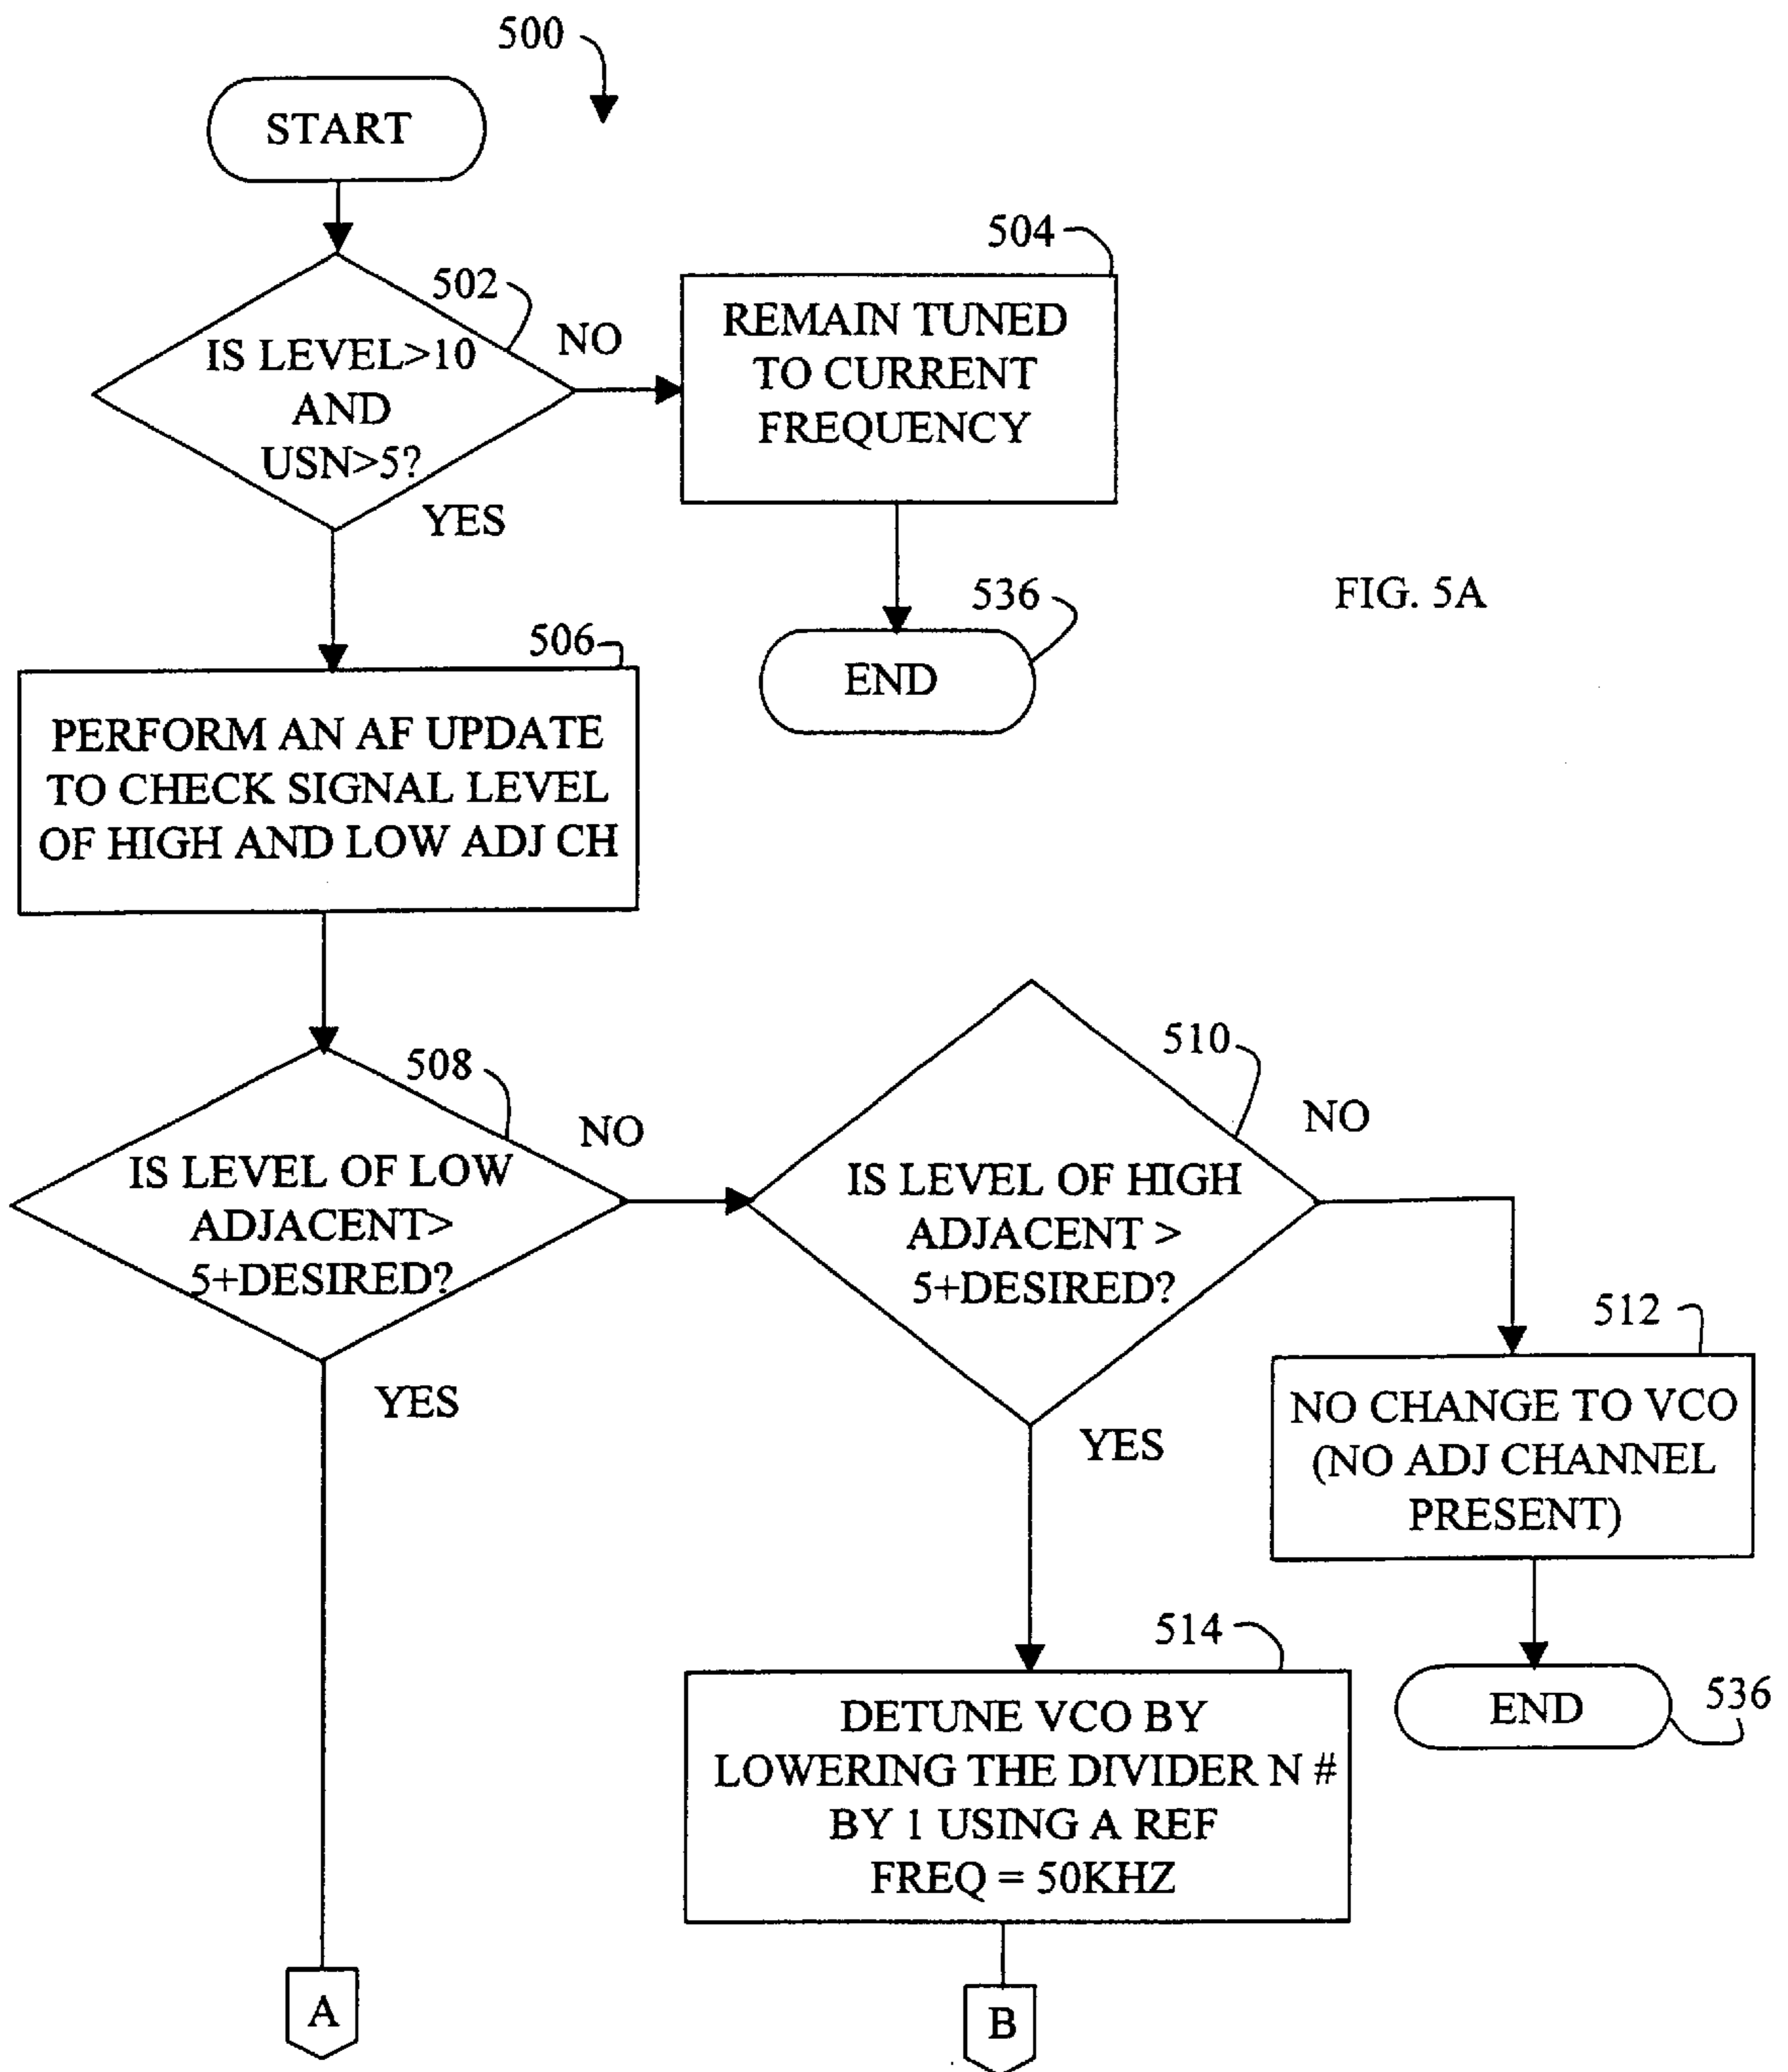 500
START
502
IS LEVEL>10
AND
USN>5?
NO
YES
504
REMAIN TUNED
TO CURRENT
FREQUENCY
536
END
FIG. 5A
506
PERFORM AN AF UPDATE
TO CHECK SIGNAL LEVEL
OF HIGH AND LOW ADJ CH
508
IS LEVEL OF LOW
ADJACENT>
5+DESIRED?
NO
YES
510
IS LEVEL OF HIGH
ADJACENT >
5+DESIRED?
NO
YES
512
NO CHANGE TO VCO
(NO ADJ CHANNEL
PRESENT)
END
536
514
DETUNE VCO BY
LOWERING THE DIVIDER N #
BY 1 USING A REF
FREQ = 50KHZ
A
B